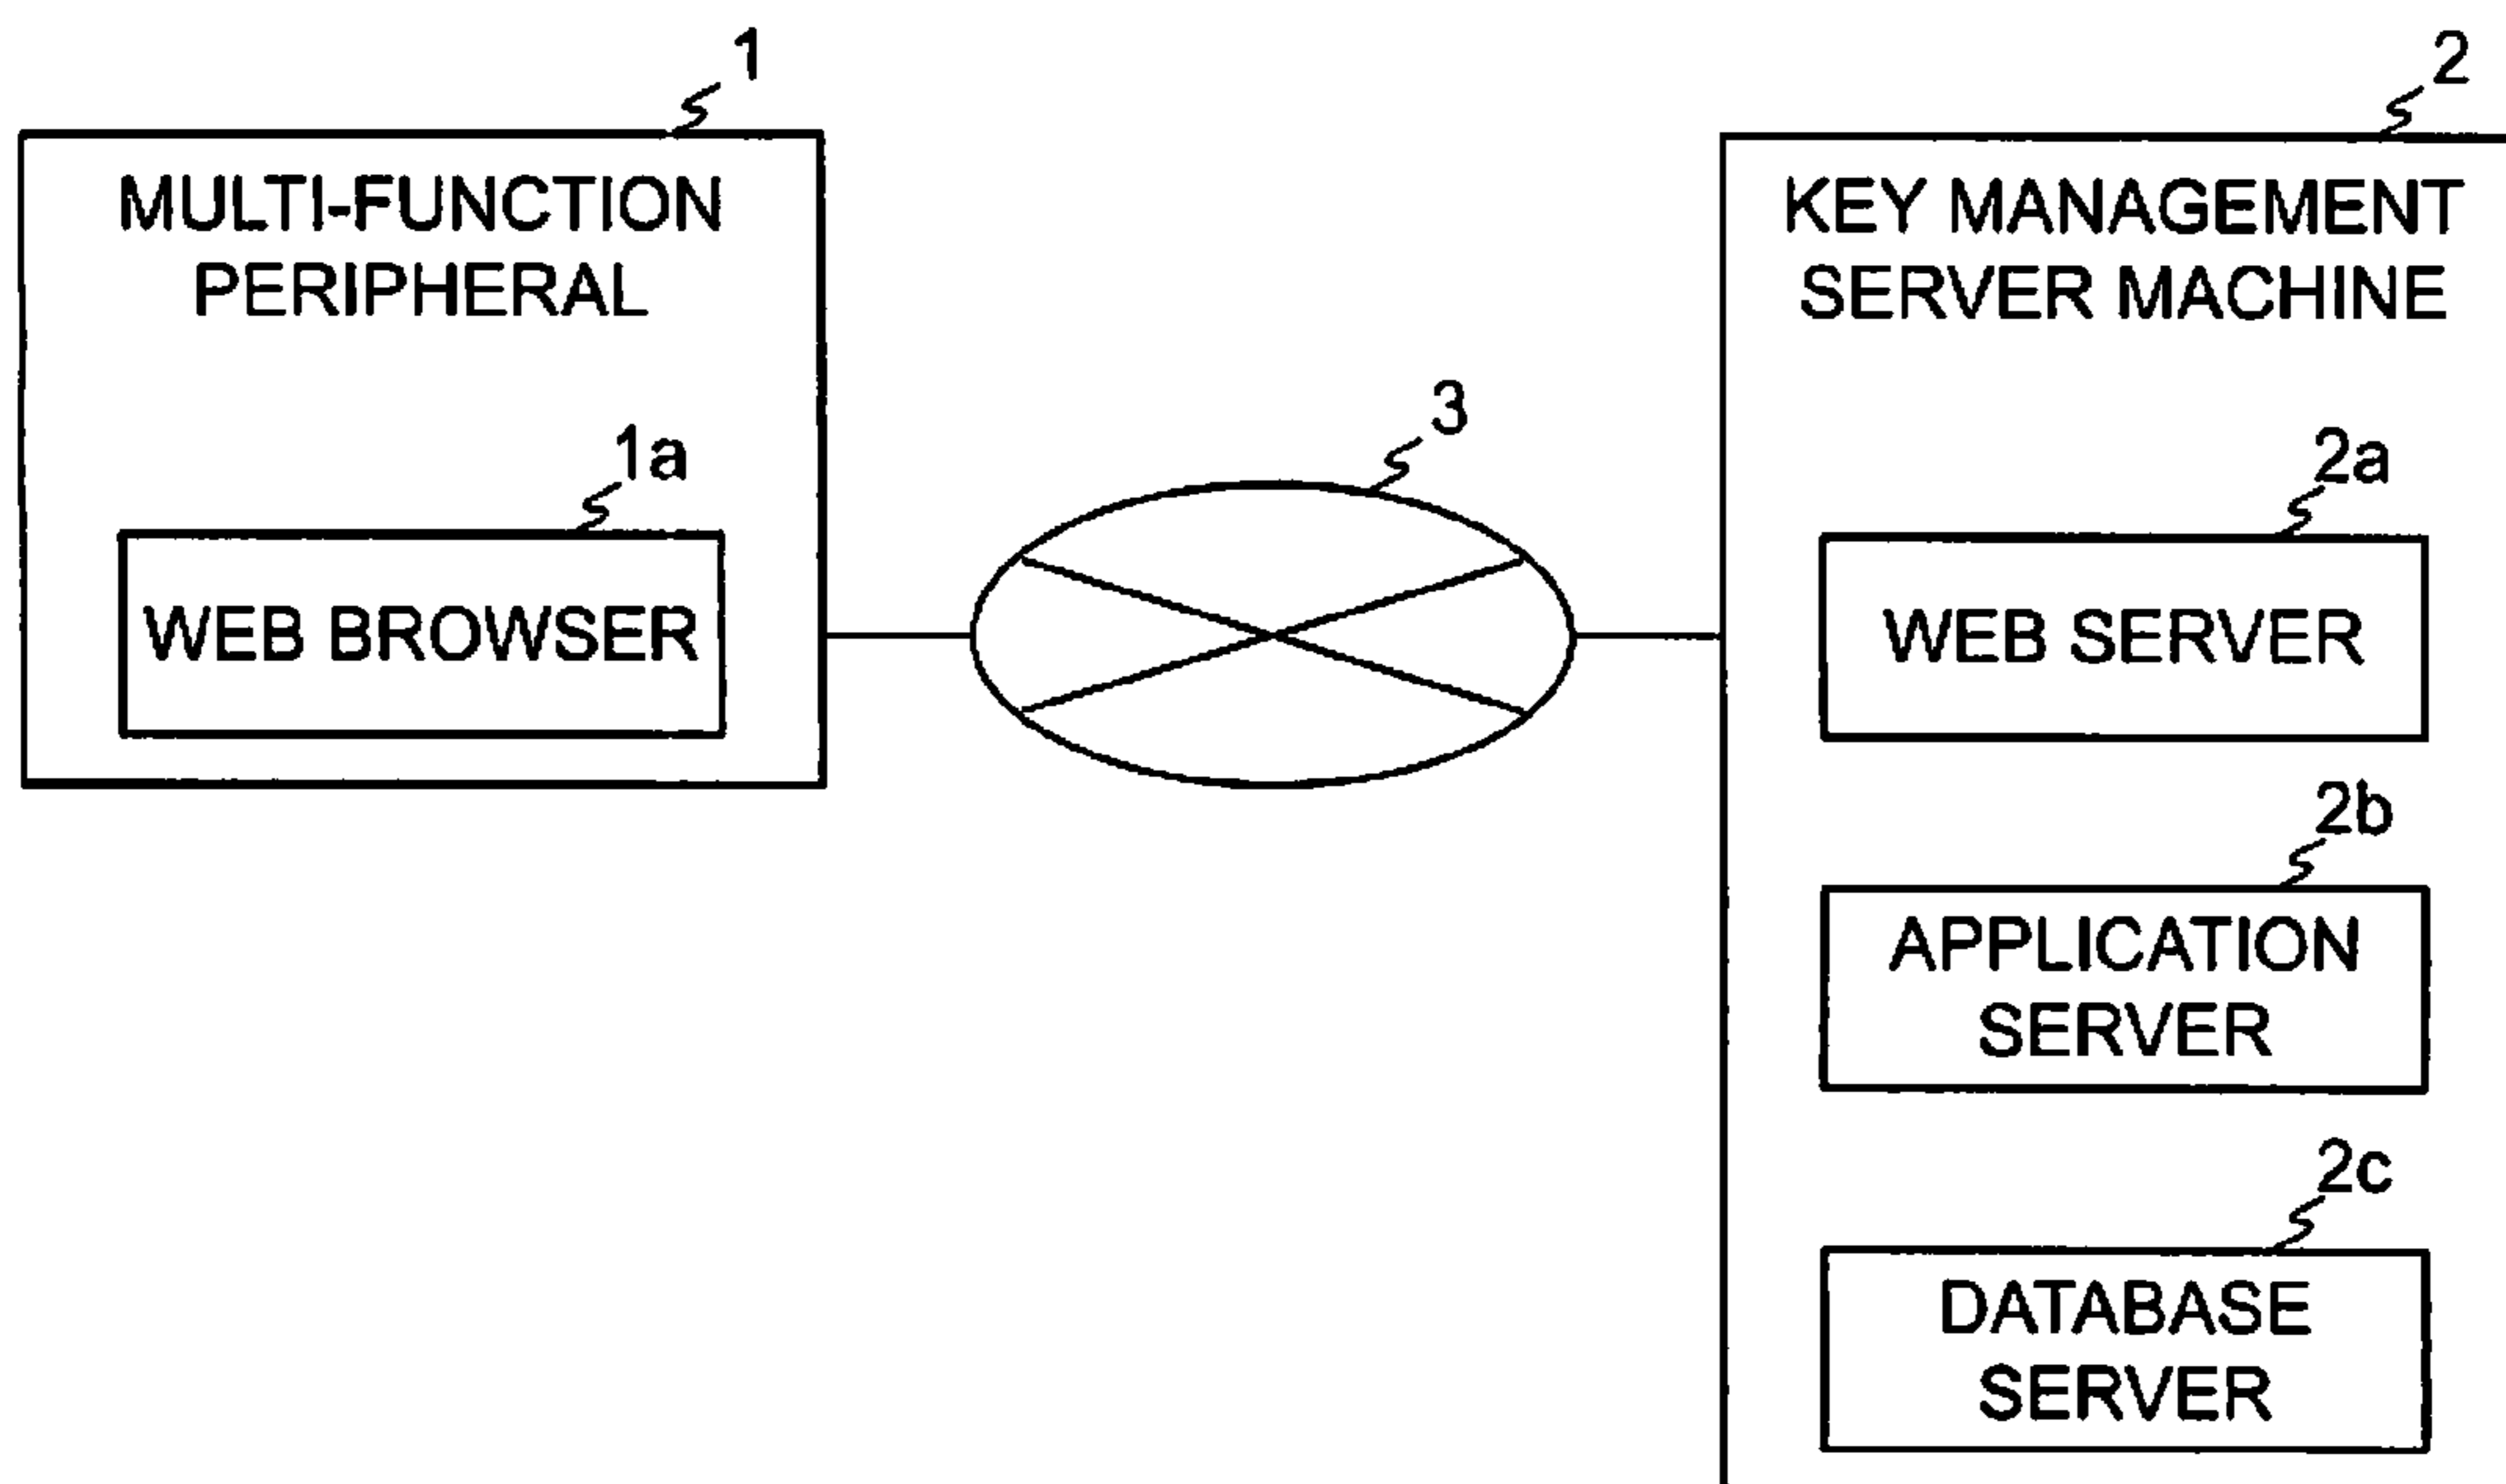 1
MULTI-FUNCTION
PERIPHERAL
1a
WEB BROWSER
3
2
KEY MANAGEMENT
SERVER MACHINE
2a
WEB SERVER
2b
APPLICATION
SERVER
2c
DATABASE
SERVER